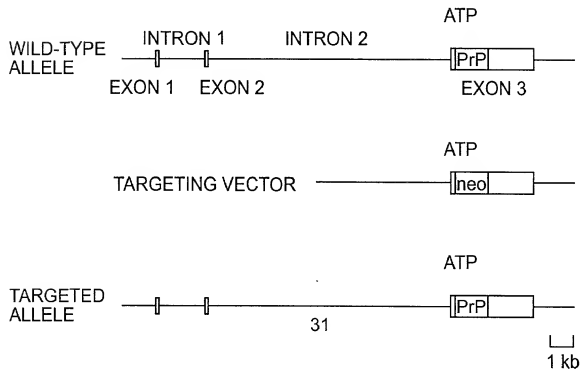 ATP
INTRON 1 INTRON 2
WILD-TYPE
ALLELE
PrP
EXON 1 EXON 2 EXON 3
ATP
TARGETING VECTOR
neo
ATP
TARGETED
ALLELE
PrP
31
1 kb